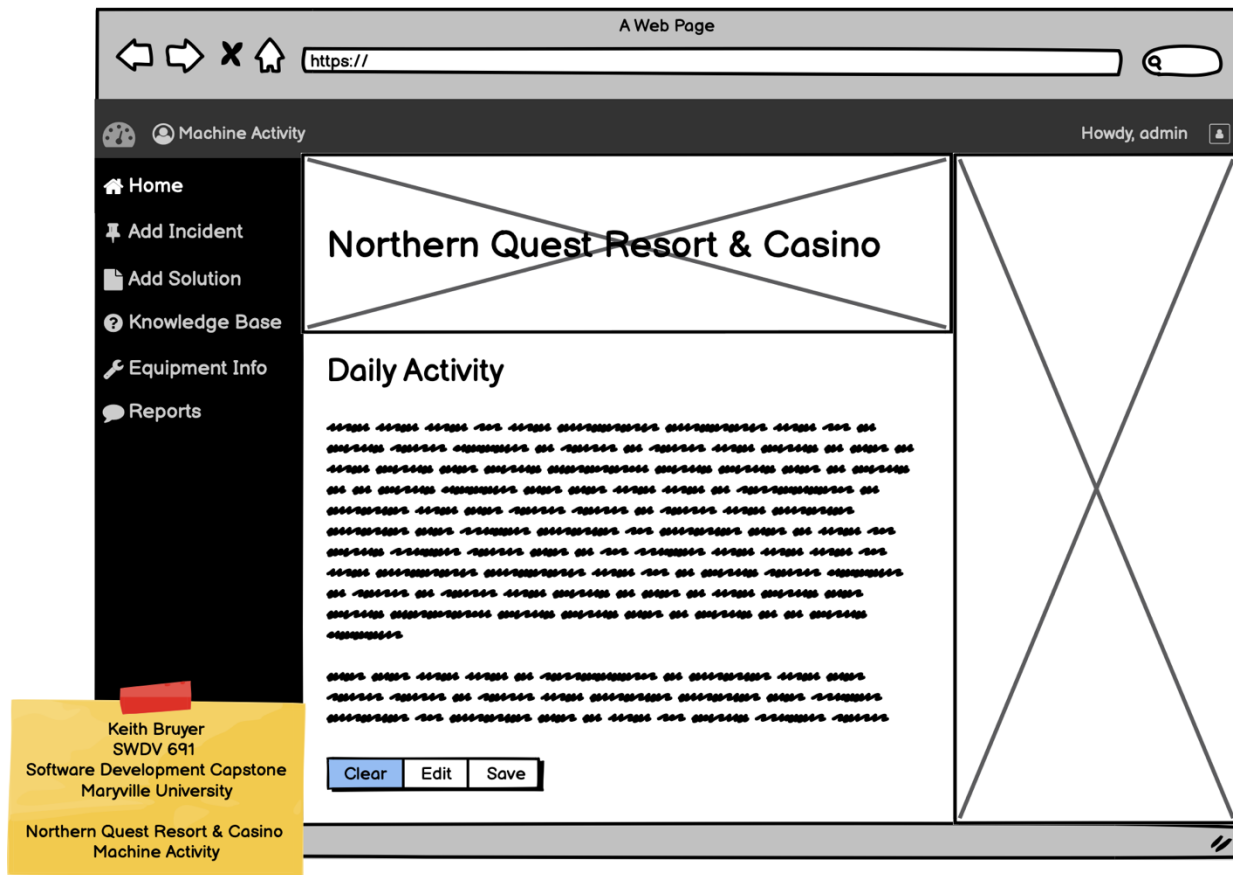 A Web Page
https://
Machine Activity
Howdy, admin
Home
Add Incident
Add Solution
Knowledge Base
Equipment Info
Reports
Northern Quest Resort & Casino
Daily Activity
Clear Edit Save
Keith Bruyer
SWDV 691
Software Development Capstone
Maryville University
Northern Quest Resort & Casino
Machine Activity